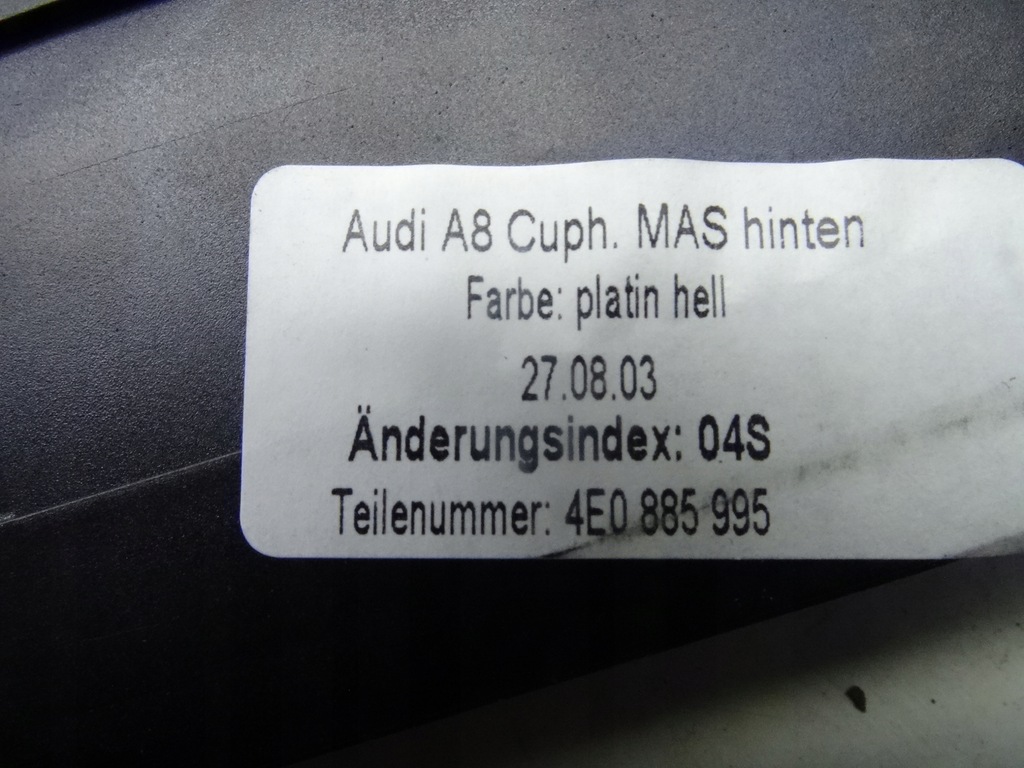 Audi A8 Cuph. MAS hinten
Farbe: platin hell
27.08.03
Änderungsindex: 04S
Teilenummer: 4E0 885 995